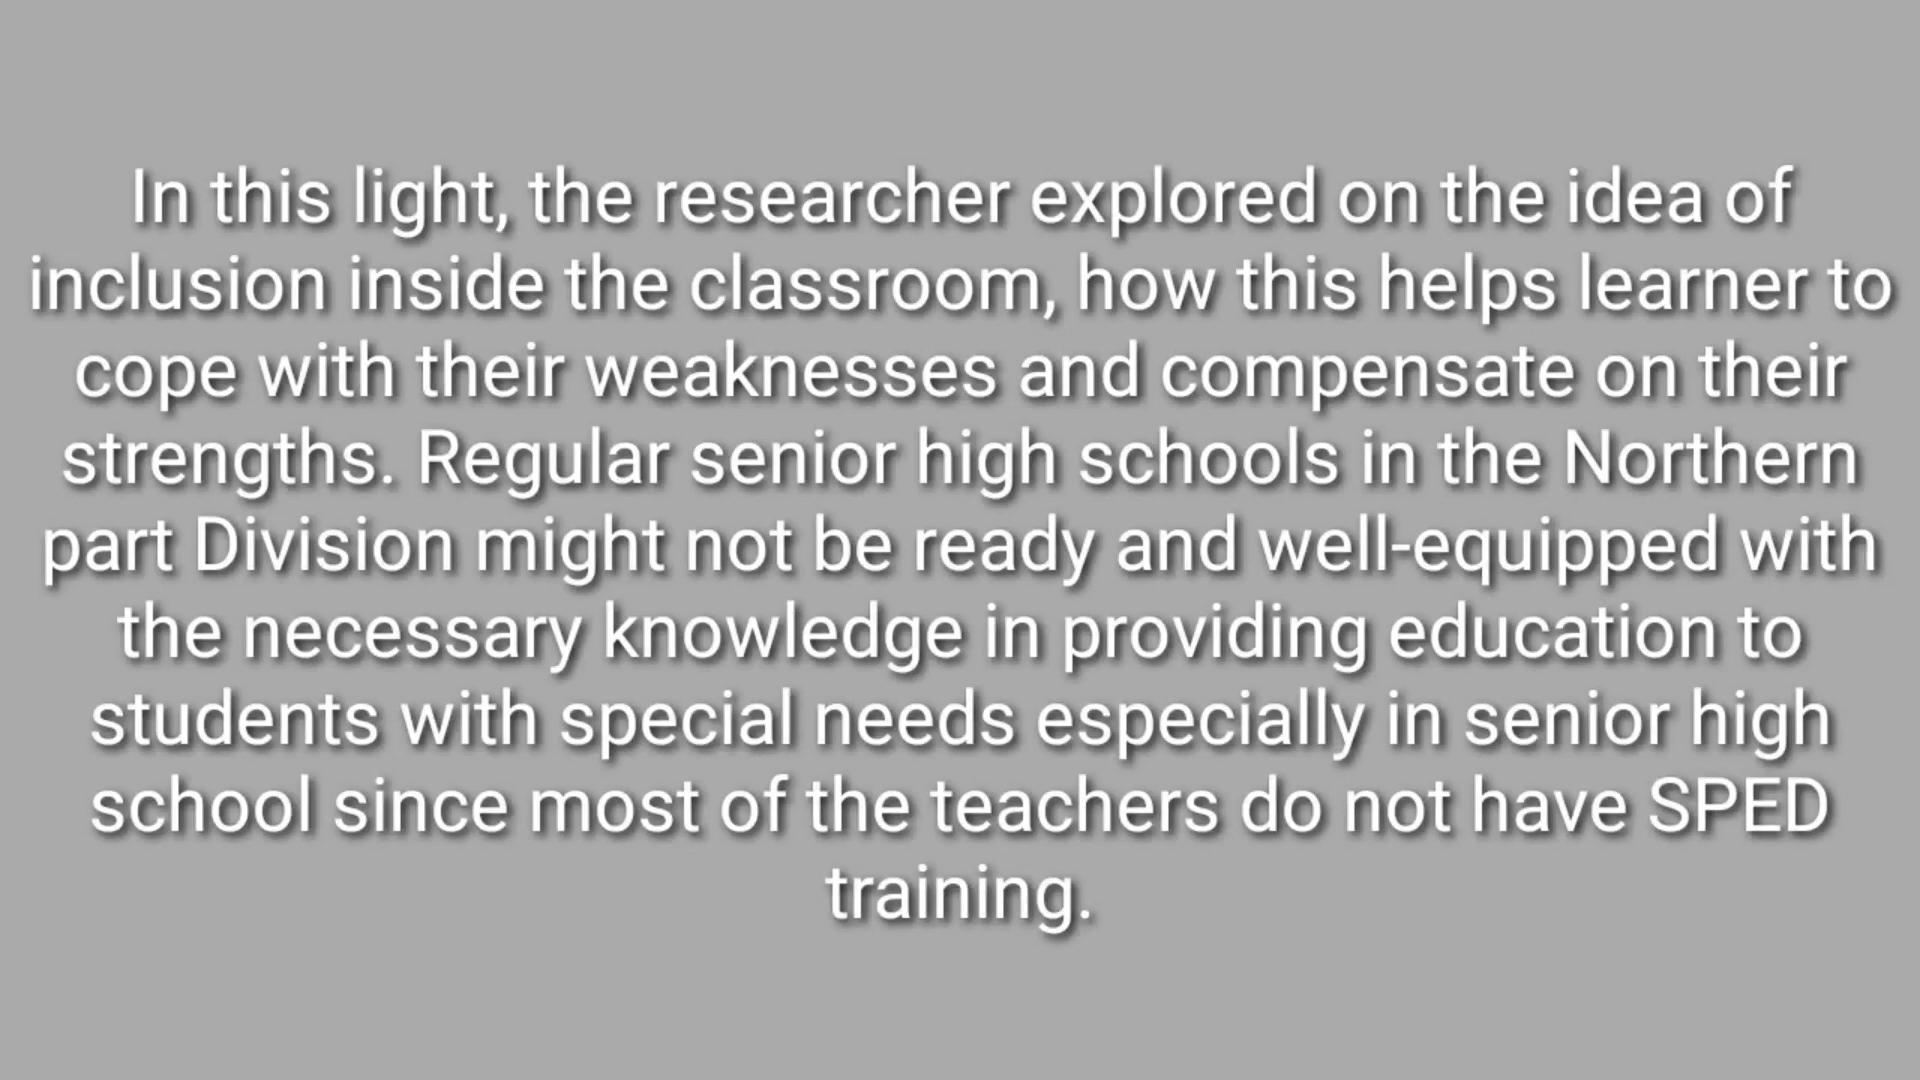 In this light, the researcher explored on the idea of
inclusion inside the classroom, how this helps learner to
cope with their weaknesses and compensate on their
strengths. Regular senior high schools in the Northern
part Division might not be ready and well-equipped with
the necessary knowledge in providing education to
students with special needs especially in senior high
school since most of the teachers do not have SPED
training.